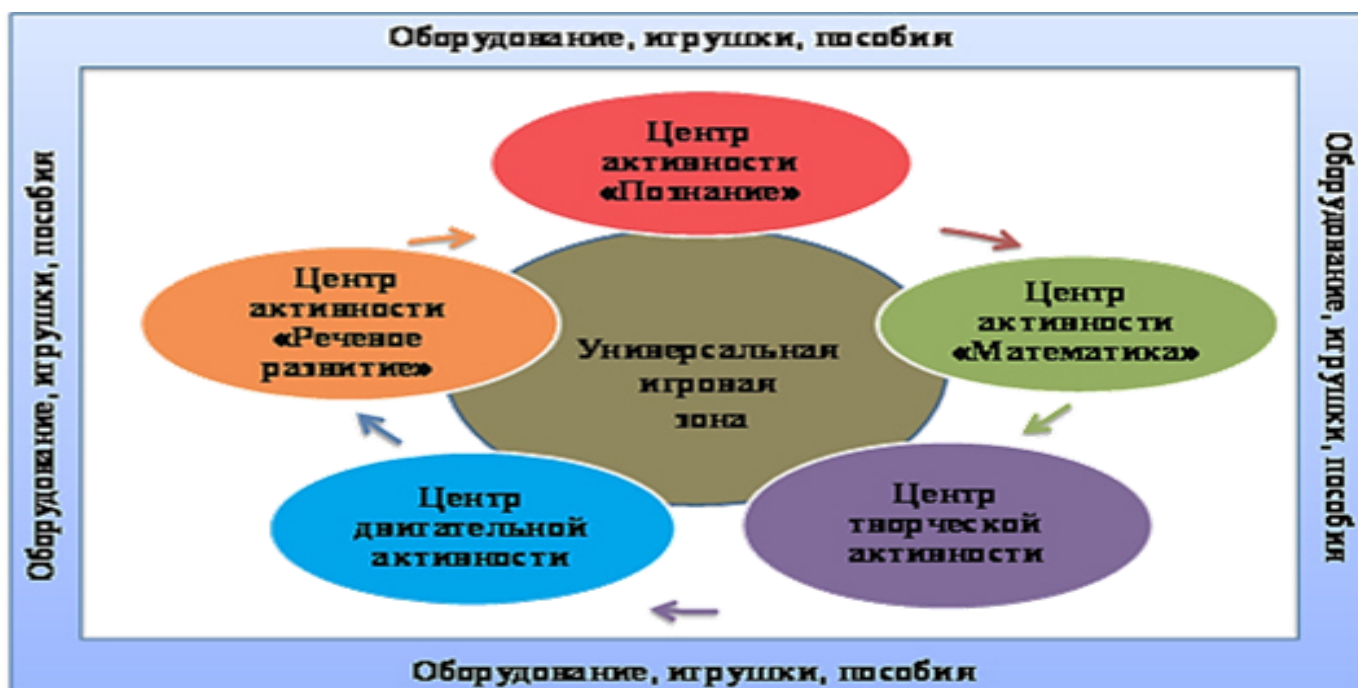 Оборудование, игрушки, пособия
Оборудование, игрушки, пособия
Центр
активности
«Познание»
Оборудование, игрушки, пособия
Центр
активности
«Речевое
развитие»
Центр
активности
«Математика»
Универсальная
игровая
зона
Центр
двигательной
активности
Центр
творческой
активности
Оборудование, игрушки, пособия